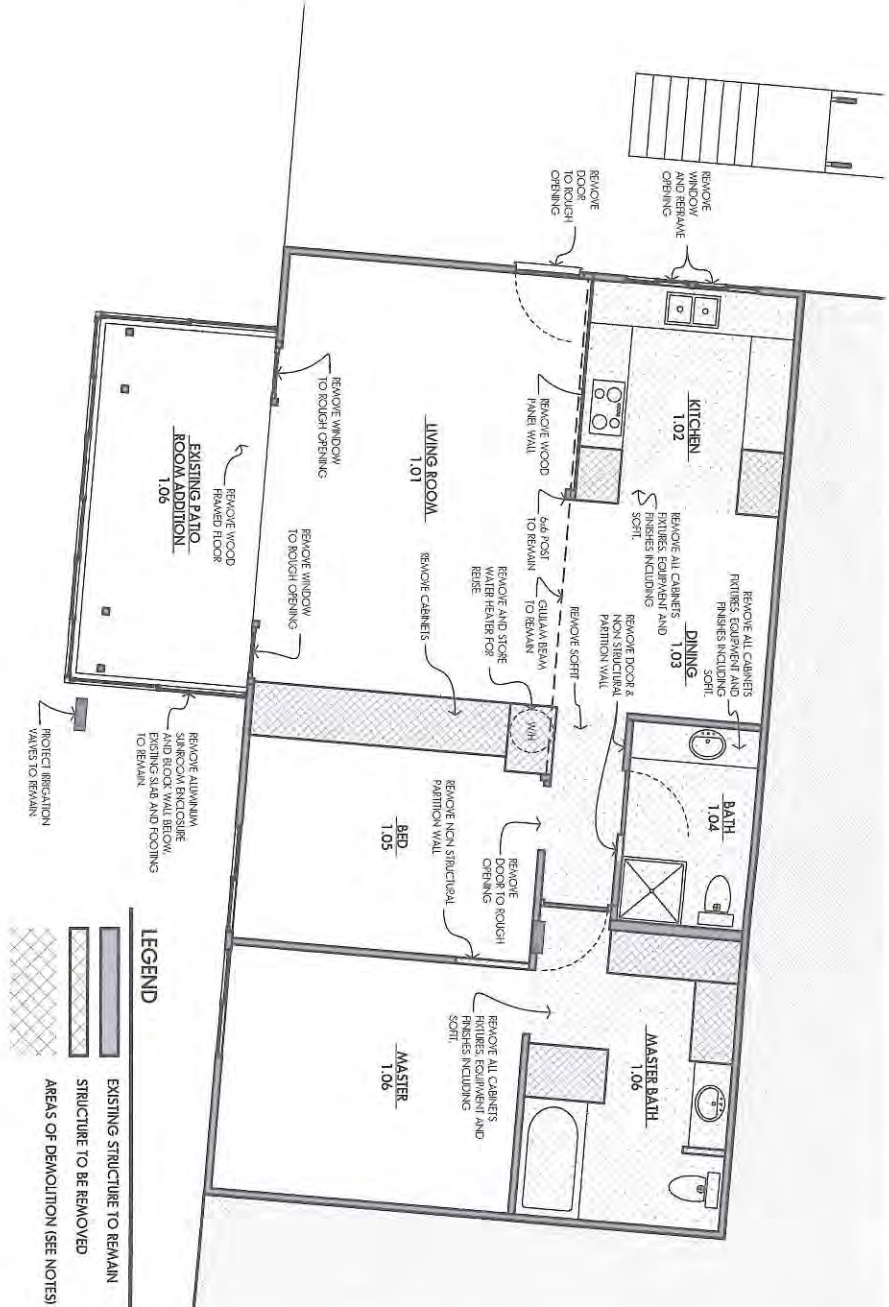 REMOVE
WINDOW
AND REFRAME
OPENING
REMOVE
DOOR
TO ROUGH
OPENING
KITCHEN
1.02
REMOVE WOOD
PANEL WALL
6x6 POST
TO REMAIN
REMOVE ALL CABINETS
FIXTURES, EQUIPMENT AND
FINISHES INCLUDING
SOFIT.
DINING
1.03
REMOVE ALL CABINETS
FIXTURES, EQUIPMENT AND
FINISHES INCLUDING
SOFIT.
REMOVE DOOR &
NON STRUCTURAL
PARTITION WALL
REMOVE SOFFIT
GLULAM BEAM
TO REMAIN
REMOVE AND STORE
WATER HEATER FOR
REUSE
REMOVE CABINETS
W/H
BATH
1.04
LIVING ROOM
1.01
REMOVE WINDOW
TO ROUGH OPENING
REMOVE WINDOW
TO ROUGH OPENING
REMOVE WOOD
FRAMED FLOOR
EXISTING PATIO
ROOM ADDITION
1.06
REMOVE NON STRUCTURAL
PARTITION WALL
REMOVE
DOOR TO ROUGH
OPENING
BED
1.05
MASTER BATH
1.06
REMOVE ALL CABINETS
FIXTURES, EQUIPMENT AND
FINISHES INCLUDING
SOFIT.
MASTER
1.06
REMOVE ALUMINIUM
SUNROOM ENCLOSURE
AND BLOCK WALL BELOW.
EXISTING SLAB AND FOOTING
TO REMAIN.
PROTECT IRRIGATION
VALVES TO REMAIN
LEGEND
EXISTING STRUCTURE TO REMAIN
STRUCTURE TO BE REMOVED
AREAS OF DEMOLITION (SEE NOTES)